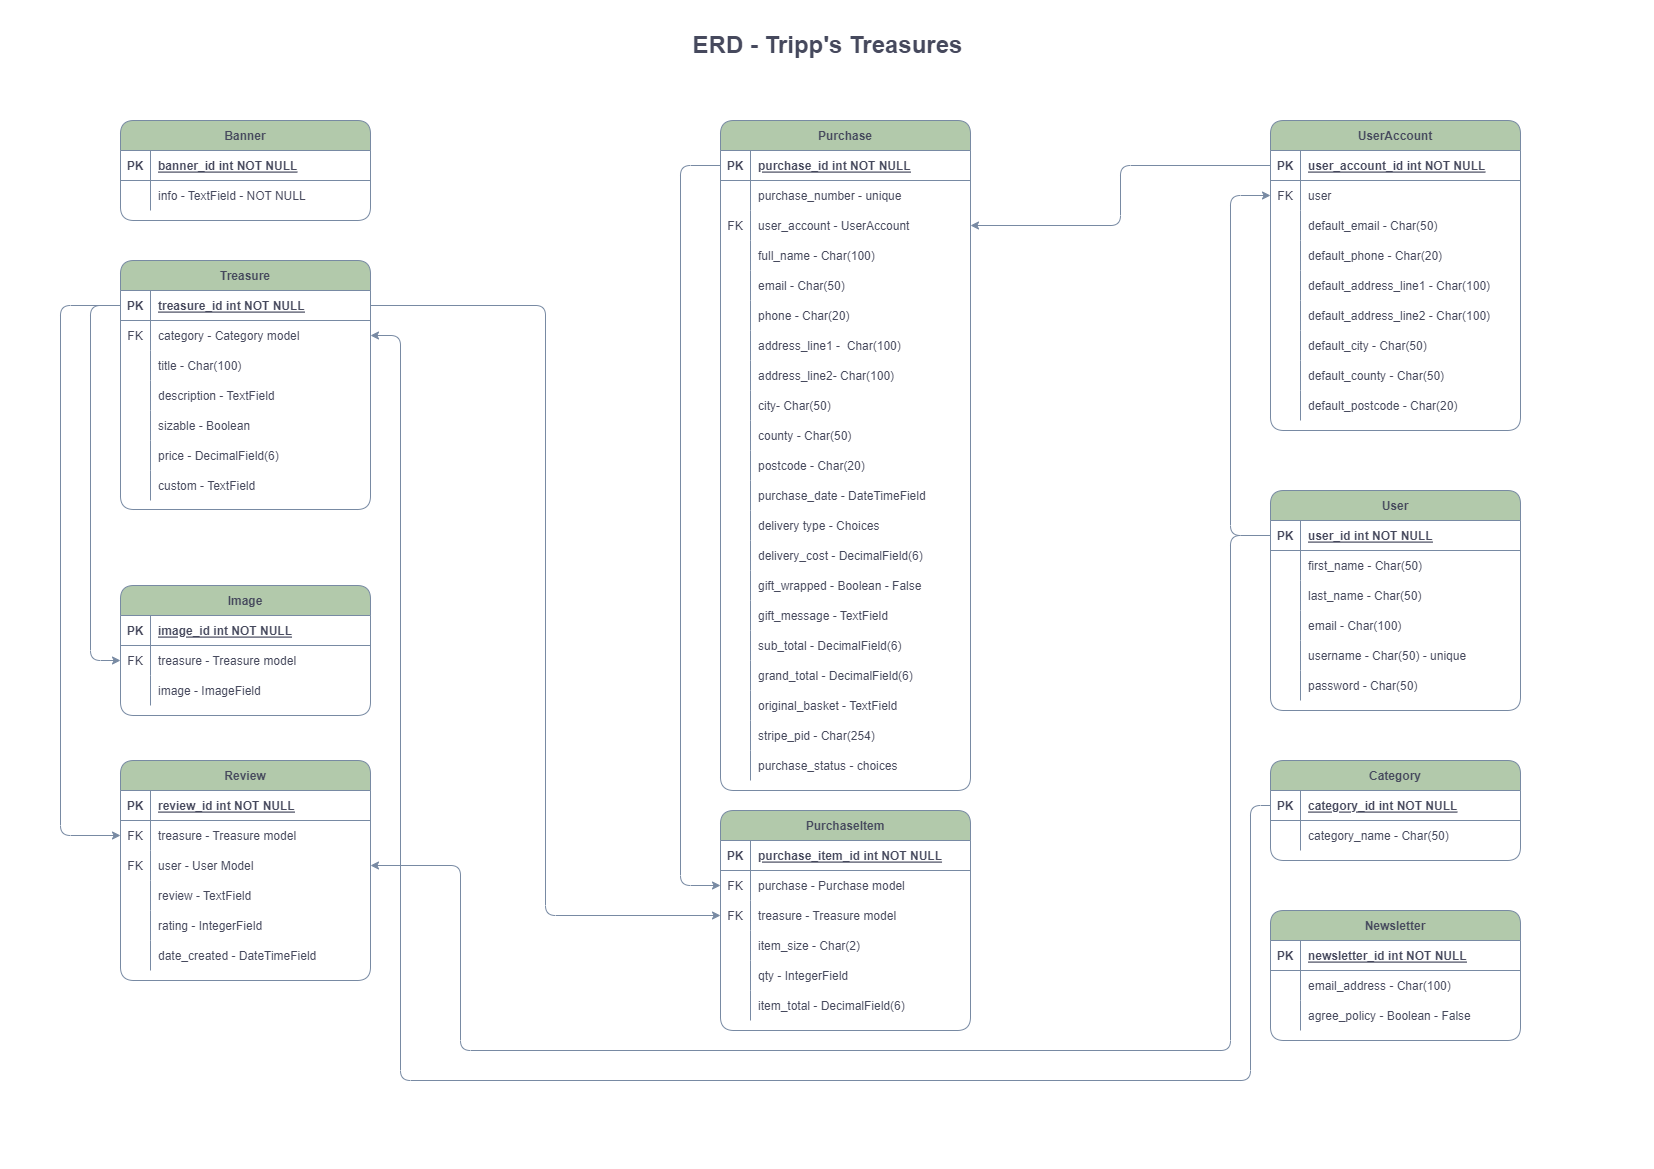 ERD - Tripp's Treasures
Banner
PK banner_id int NOT NULL
info - TextField - NOT NULL
Treasure
PK treasure_id int NOT NULL
FK category - Category model
title - Char(100)
description - TextField
sizable - Boolean
price - DecimalField(6)
custom - TextField
Image
PK image_id int NOT NULL
FK treasure - Treasure model
image - ImageField
Review
PK review_id int NOT NULL
FK treasure - Treasure model
FK user - User Model
review - TextField
rating - IntegerField
date_created - DateTimeField
Purchase
PK purchase_id int NOT NULL
purchase_number - unique
FK user_account - UserAccount
full_name - Char(100)
email - Char(50)
phone - Char(20)
address_line1 - Char(100)
address_line2- Char(100)
city- Char(50)
county - Char(50)
postcode - Char(20)
purchase_date - DateTimeField
delivery type - Choices
delivery_cost - DecimalField(6)
gift_wrapped - Boolean - False
gift_message - TextField
sub_total - DecimalField(6)
grand_total - DecimalField(6)
original_basket - TextField
stripe_pid - Char(254)
purchase_status - choices
PurchaseItem
PK purchase_item_id int NOT NULL
FK purchase - Purchase model
FK treasure - Treasure model
item_size - Char(2)
qty - IntegerField
item_total - DecimalField(6)
UserAccount
PK user_account_id int NOT NULL
FK user
default_email - Char(50)
default_phone - Char(20)
default_address_line1 - Char(100)
default_address_line2 - Char(100)
default_city - Char(50)
default_county - Char(50)
default_postcode - Char(20)
User
PK user_id int NOT NULL
first_name - Char(50)
last_name - Char(50)
email - Char(100)
username - Char(50) - unique
password - Char(50)
Category
PK category_id int NOT NULL
category_name - Char(50)
Newsletter
PK newsletter_id int NOT NULL
email_address - Char(100)
agree_policy - Boolean - False